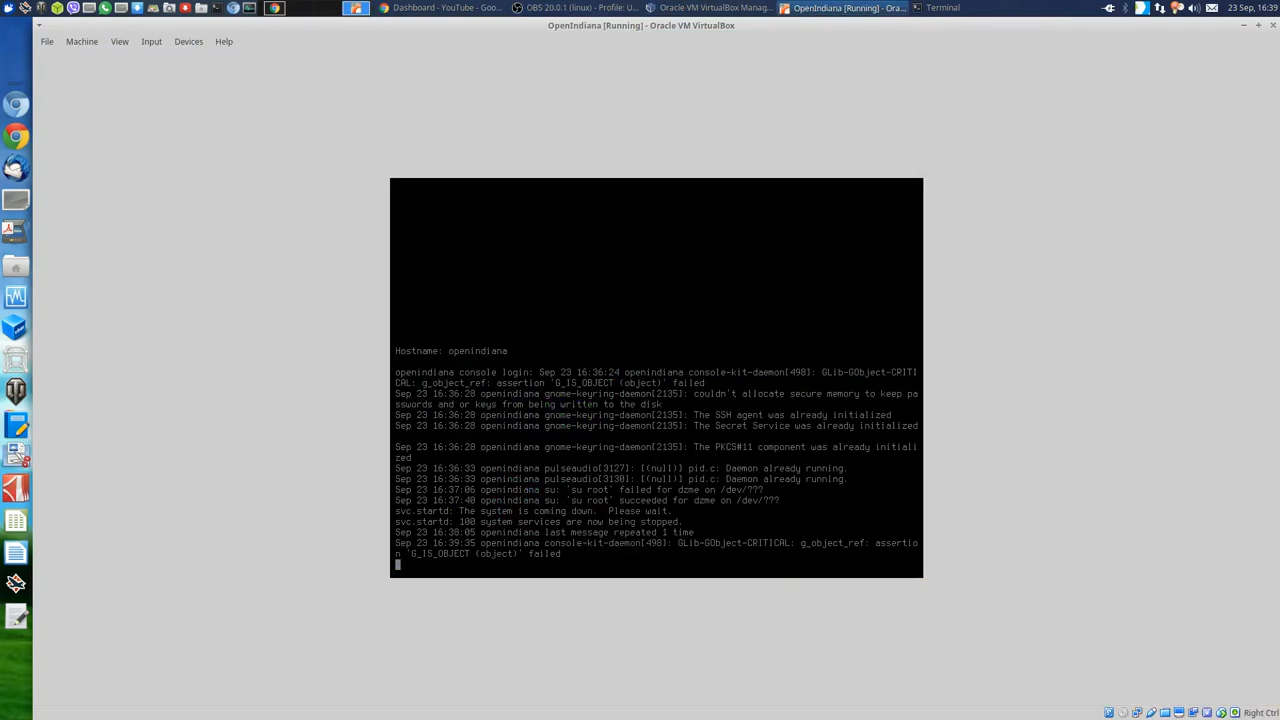 Dashboard - YouTube - Goo...
OBS 20.0.1 (linux) - Profile: U...
Oracle VM VirtualBox Manag...
OpenIndiana [Running] - Ora...
Terminal
23 Sep, 16:39
OpenIndiana [Running] - Oracle VM VirtualBox
File Machine View Input Devices Help
Hostname: openindiana
openindiana console login: Sep 23 16:36:24 openindiana console-kit-daemon[498]: GLib-GObject-CRITI
CAL: g_object_ref: assertion 'G_IS_OBJECT (object)' failed
Sep 23 16:36:28 openindiana gnome-keyring-daemon[2135]: couldn't allocate secure memory to keep pa
sswords and or keys from being written to the disk
Sep 23 16:36:28 openindiana gnome-keyring-daemon[2135]: The SSH agent was already initialized
Sep 23 16:36:28 openindiana gnome-keyring-daemon[2135]: The Secret Service was already initialized
Sep 23 16:36:28 openindiana gnome-keyring-daemon[2135]: The PKCS#11 component was already initiali
zed
Sep 23 16:36:33 openindiana pulseaudio[3127]: [(null)] pid.c: Daemon already running.
Sep 23 16:36:33 openindiana pulseaudio[3130]: [(null)] pid.c: Daemon already running.
Sep 23 16:37:06 openindiana su: 'su root' failed for dzme on /dev/???
Sep 23 16:37:40 openindiana su: 'su root' succeeded for dzme on /dev/???
svc.startd: The system is coming down.  Please wait.
svc.startd: 100 system services are now being stopped.
Sep 23 16:38:05 openindiana last message repeated 1 time
Sep 23 16:39:35 openindiana console-kit-daemon[498]: GLib-GObject-CRITICAL: g_object_ref: assertio
n 'G_IS_OBJECT (object)' failed
Right Ctrl